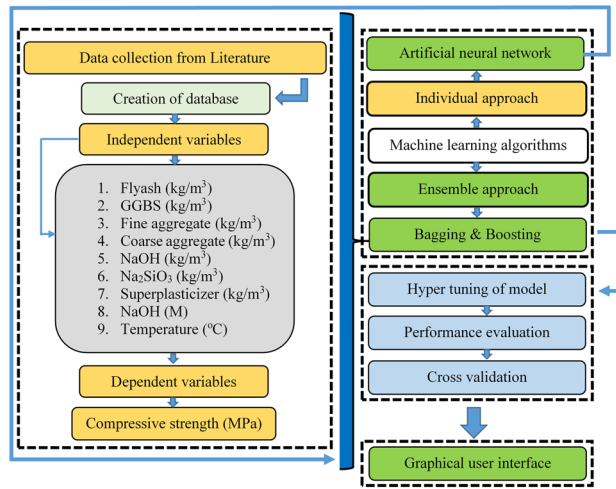 Data collection from Literature
Creation of database
Independent variables
1. Flyash (kg/m³)
2. GGBS (kg/m³)
3. Fine aggregate (kg/m³)
4. Coarse aggregate (kg/m³)
5. NaOH (kg/m³)
6. Na₂SiO₃ (kg/m³)
7. Superplasticizer (kg/m³)
8. NaOH (M)
9. Temperature (⁰C)
Dependent variables
Compressive strength (MPa)
Artificial neural network
Individual approach
Machine learning algorithms
Ensemble approach
Bagging & Boosting
Hyper tuning of model
Performance evaluation
Cross validation
Graphical user interface